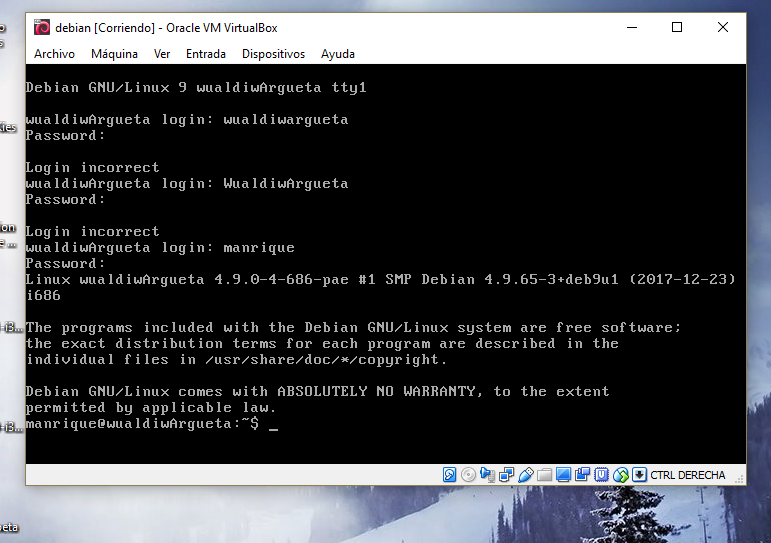 debian [Corriendo] - Oracle VM VirtualBox
Archivo Máquina Ver Entrada Dispositivos Ayuda
Debian GNU/Linux 9 wualdiwArgueta tty1
wualdiwArgueta login: wualdiwargueta
Password:
Login incorrect
wualdiwArgueta login: WualdiwArgueta
Password:
Login incorrect
wualdiwArgueta login: manrique
Password:
Linux wualdiwArgueta 4.9.0-4-686-pae #1 SMP Debian 4.9.65-3+deb9u1 (2017-12-23)
i686
The programs included with the Debian GNU/Linux system are free software;
the exact distribution terms for each program are described in the
individual files in /usr/share/doc/*/copyright.
Debian GNU/Linux comes with ABSOLUTELY NO WARRANTY, to the extent
permitted by applicable law.
manrique@wualdiwArgueta:~$ _
CTRL DERECHA